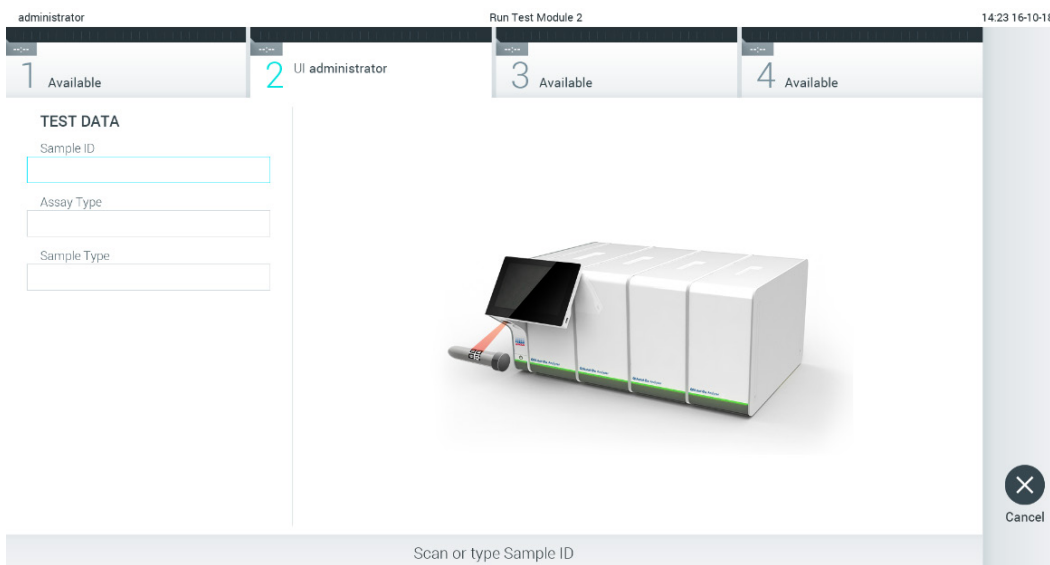 administrator
Run Test Module 2
14:23 16-10-18
--:--
--:--
--:--
--:--
1 Available
2 UI administrator
3 Available
4 Available
TEST DATA
Sample ID
Assay Type
Sample Type
Cancel
Scan or type Sample ID